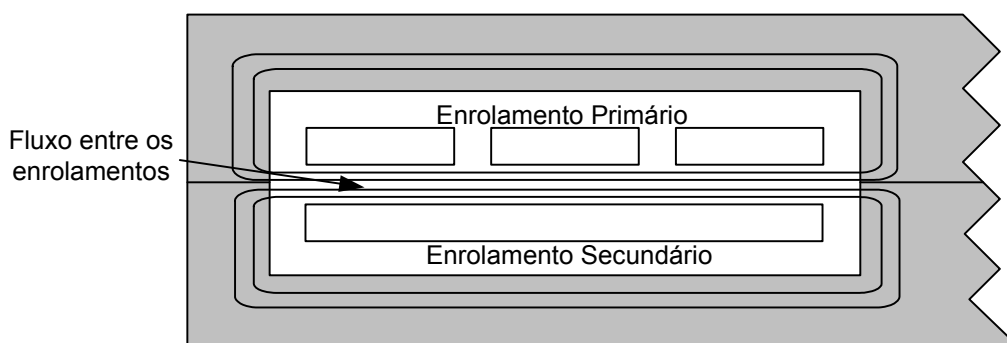 Enrolamento Primário
Fluxo entre os
enrolamentos
Enrolamento Secundário